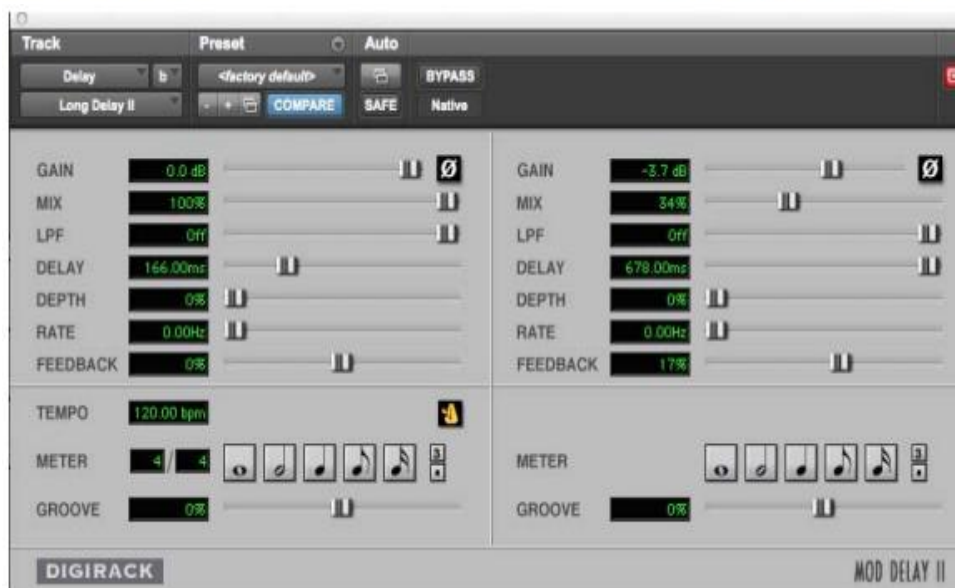 Track Preset Auto
Delay b <factory default> BYPASS
Long Delay II - + COMPARE SAFE Native
GAIN 0.0 dB Ø GAIN -3.7 dB Ø
MIX 100% MIX 34%
LPF Off LPF Off
DELAY 166.00ms DELAY 678.00ms
DEPTH 0% DEPTH 0%
RATE 0.00Hz RATE 0.00Hz
FEEDBACK 0% FEEDBACK 17%
TEMPO 120.00 bpm
METER 4/4 3 METER 3
GROOVE 0% GROOVE 0%
DIGIRACK MOD DELAY II